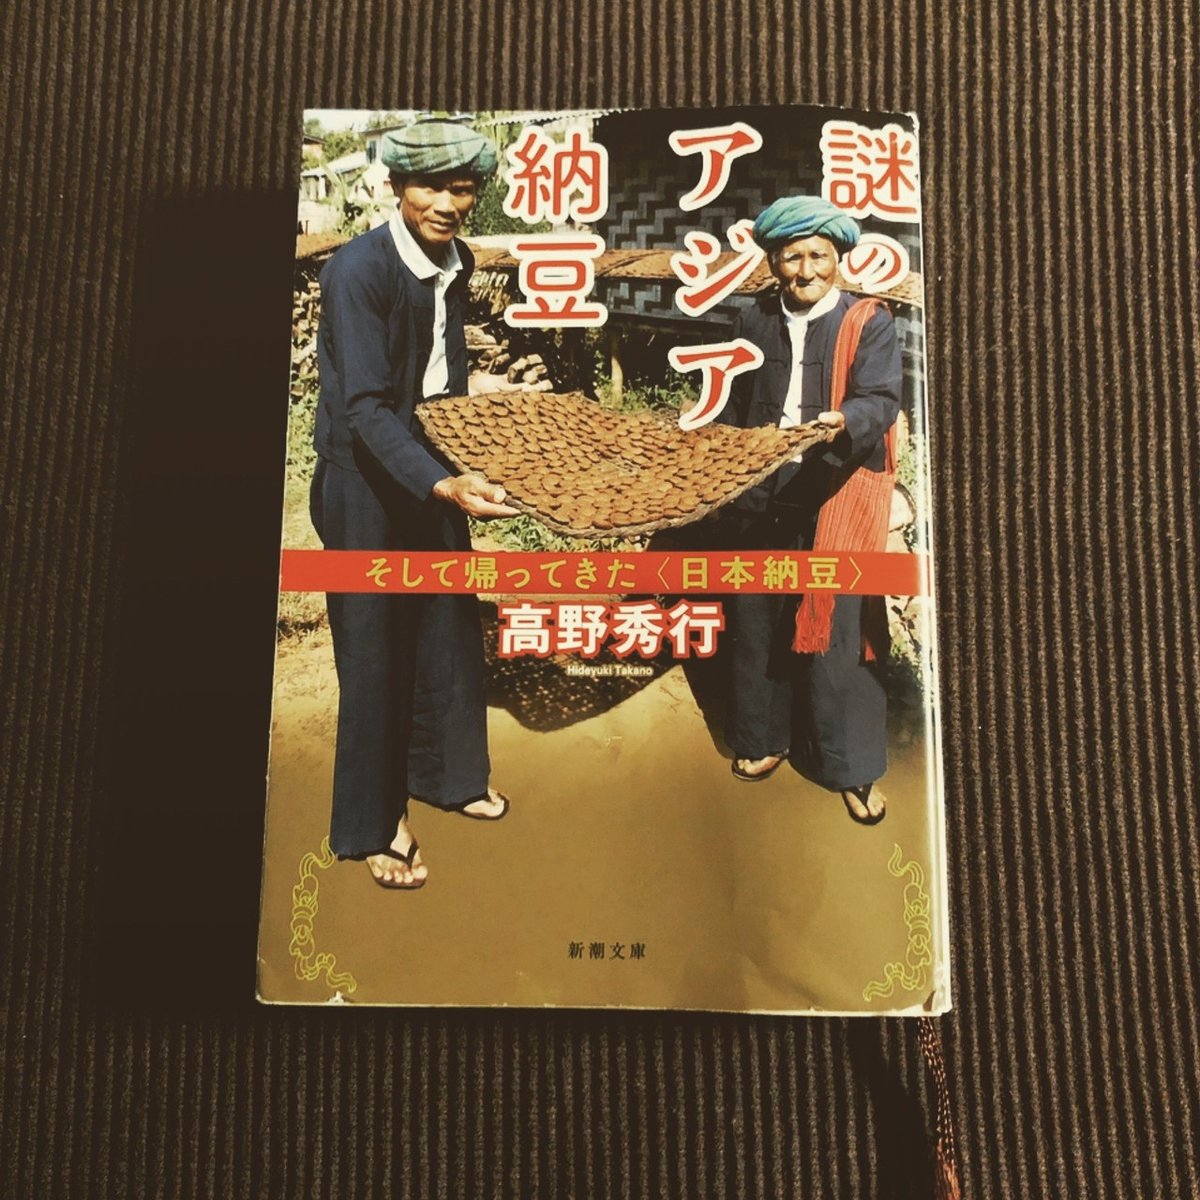 謎の
アジア
納豆
そして帰ってきた〈日本納豆〉
高野秀行
Hideyuki Takano
新潮文庫